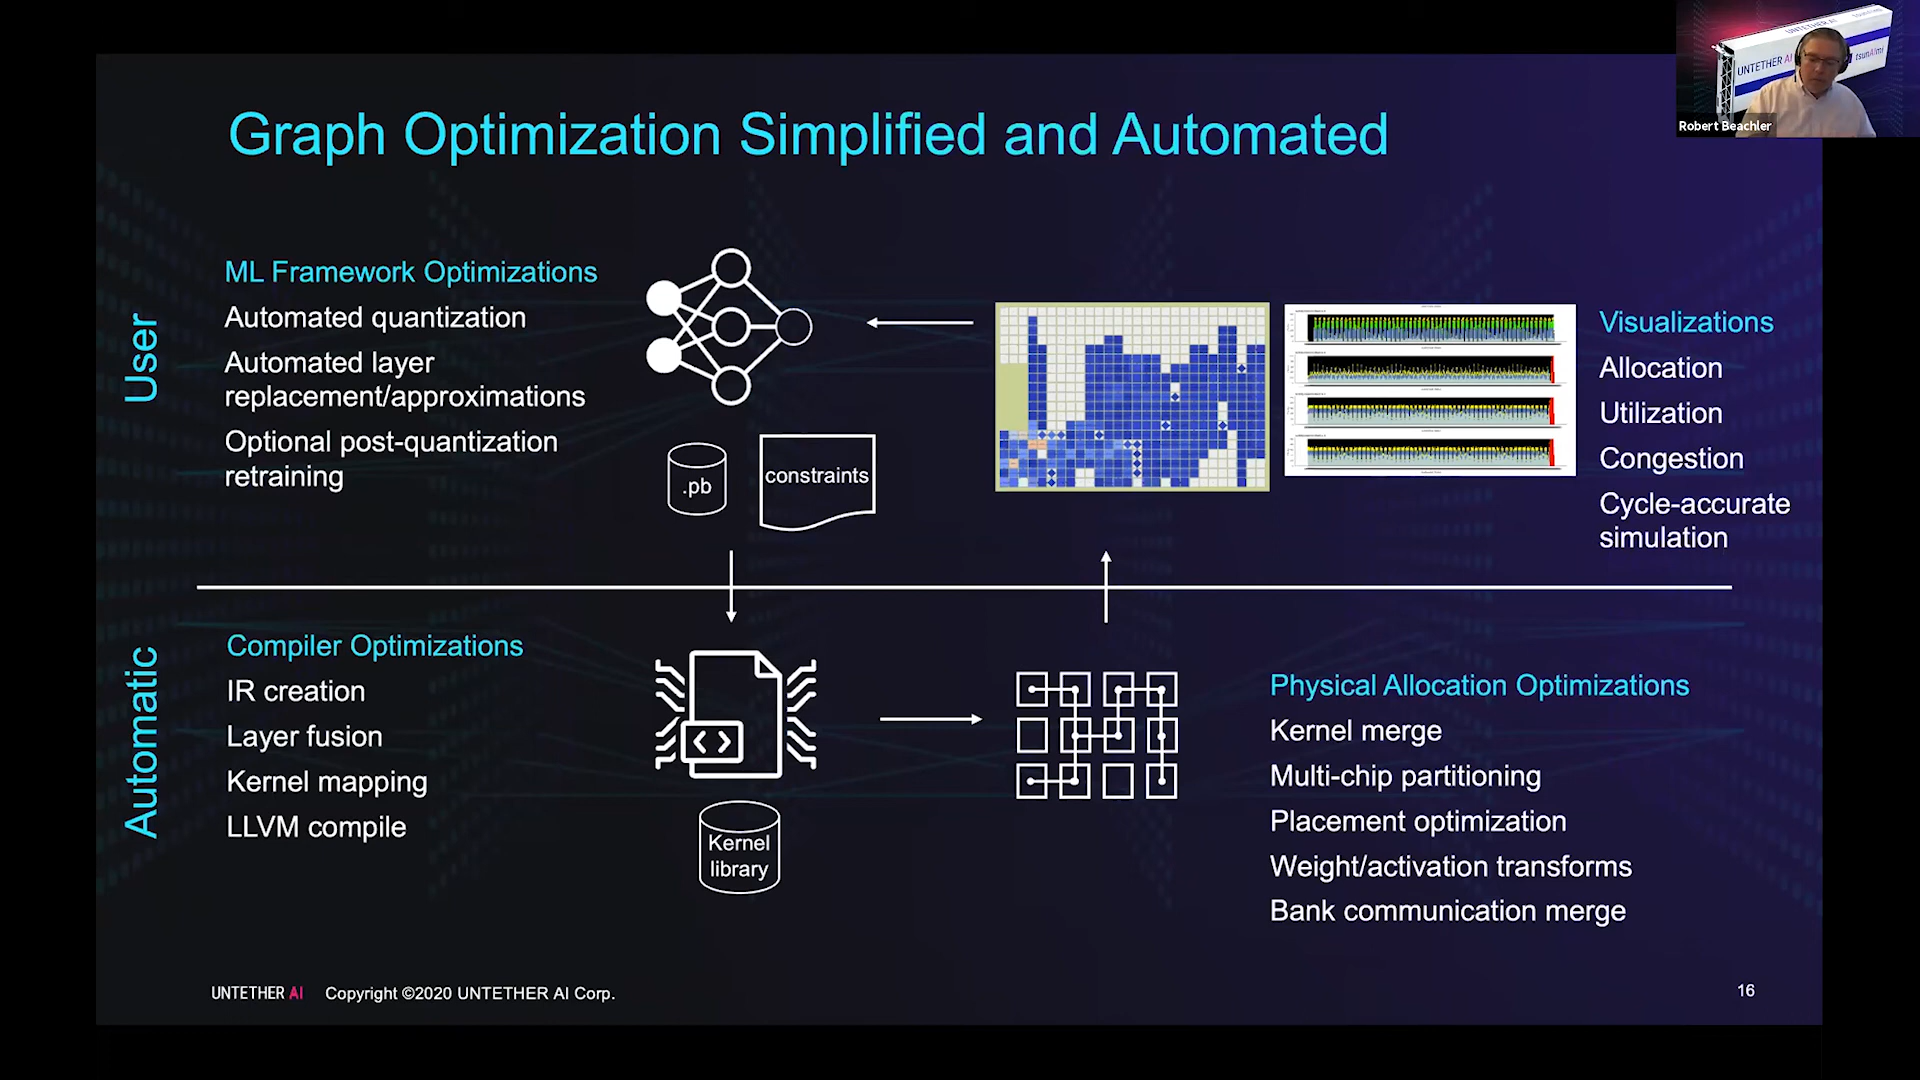 UNTETHER AI
UNTETHER AI
tsunAImi
Robert Beachler
Graph Optimization Simplified and Automated
User
ML Framework Optimizations
Automated quantization
Automated layer
replacement/approximations
Optional post-quantization
retraining
.pb
constraints
Visualizations
Allocation
Utilization
Congestion
Cycle-accurate
simulation
Automatic
Compiler Optimizations
IR creation
Layer fusion
Kernel mapping
LLVM compile
Kernel
library
Physical Allocation Optimizations
Kernel merge
Multi-chip partitioning
Placement optimization
Weight/activation transforms
Bank communication merge
UNTETHER AI Copyright ©2020 UNTETHER AI Corp.
16